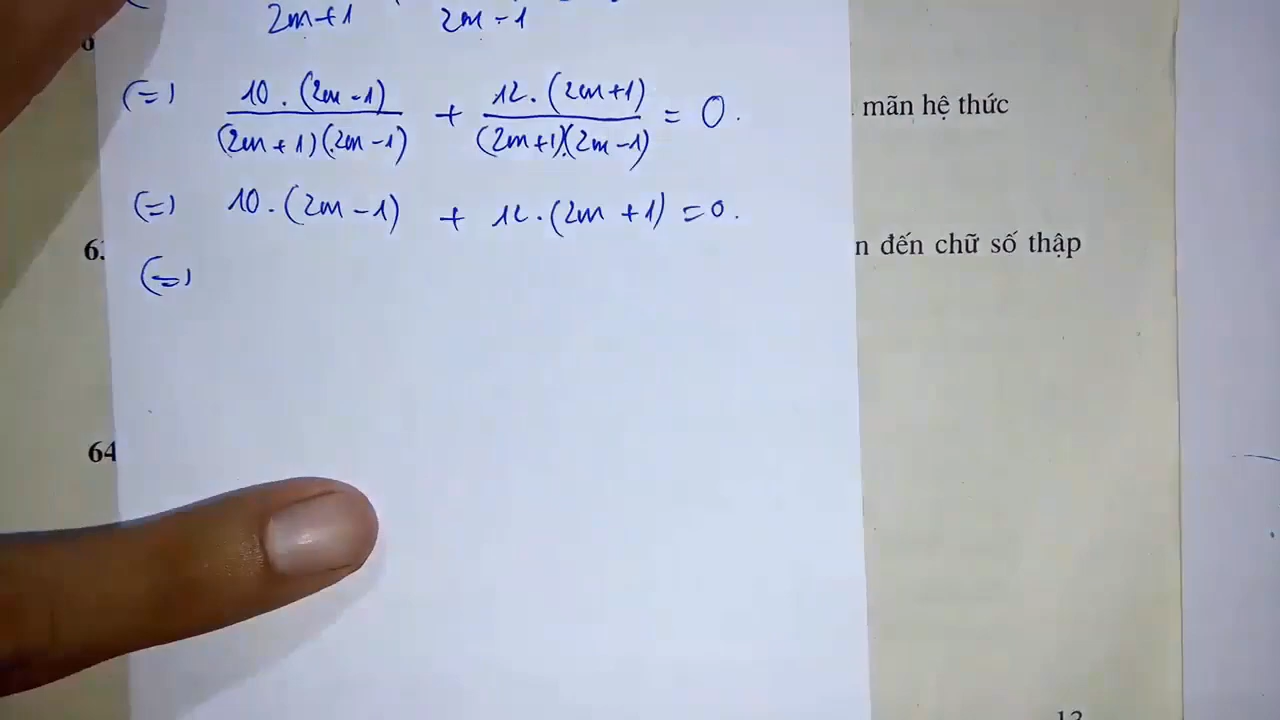 2m+1 2m-1
(=) 10.(2m-1)/(2m+1)(2m-1) + 12.(2m+1)/(2m+1)(2m-1) = 0.
mãn hệ thức
(=) 10.(2m-1) + 12.(2m+1) = 0.
n đến chữ số thập
(=)
64